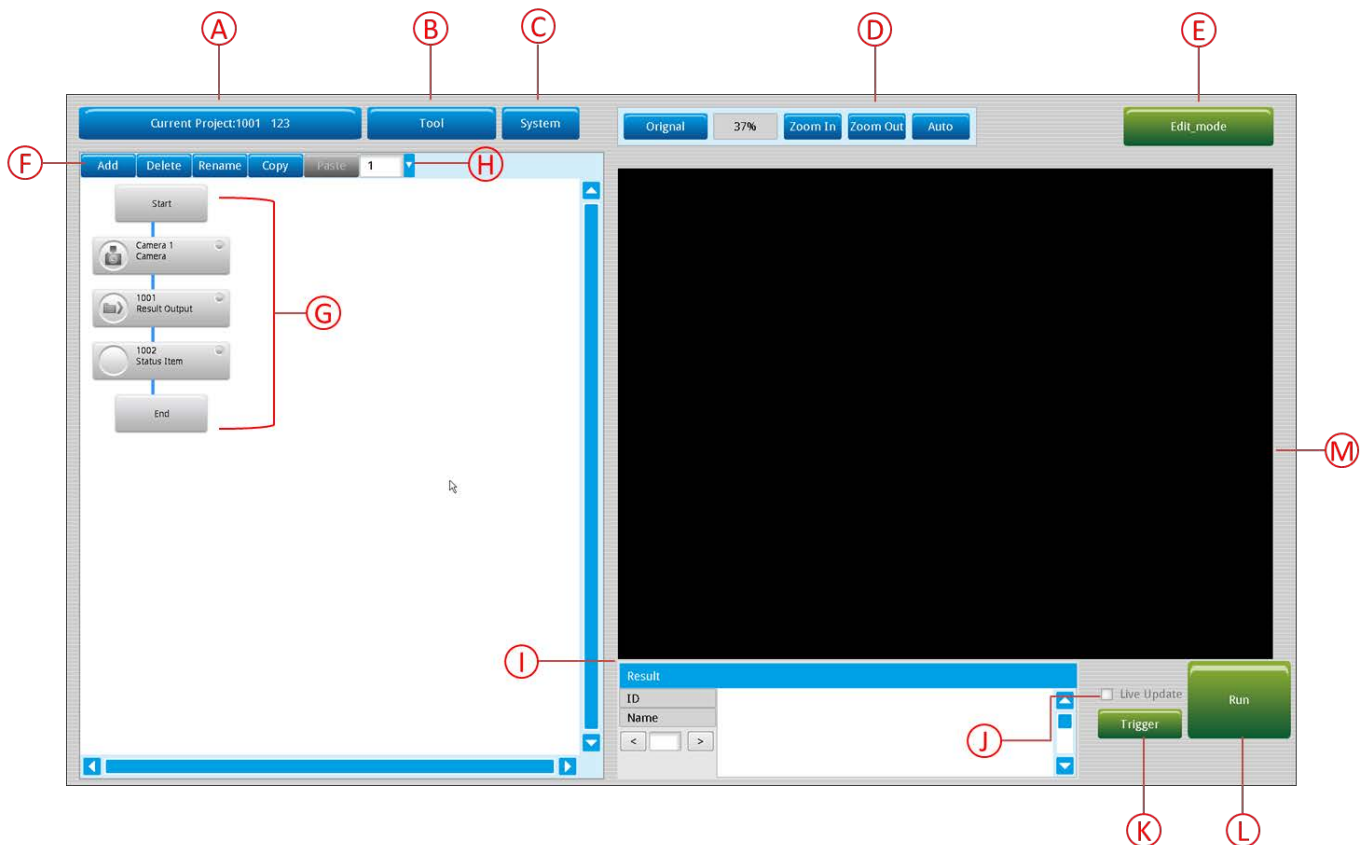 A
B
C
D
E
Current Project:1001 123
Tool
System
Orignal
37%
Zoom In
Zoom Out
Auto
Edit_mode
F
Add
Delete
Rename
Copy
Paste
1
H
Start
Camera 1
Camera
1001
Result Output
G
1002
Status Item
End
M
I
Result
ID
Name
<
>
J
Live Update
Trigger
Run
K
L